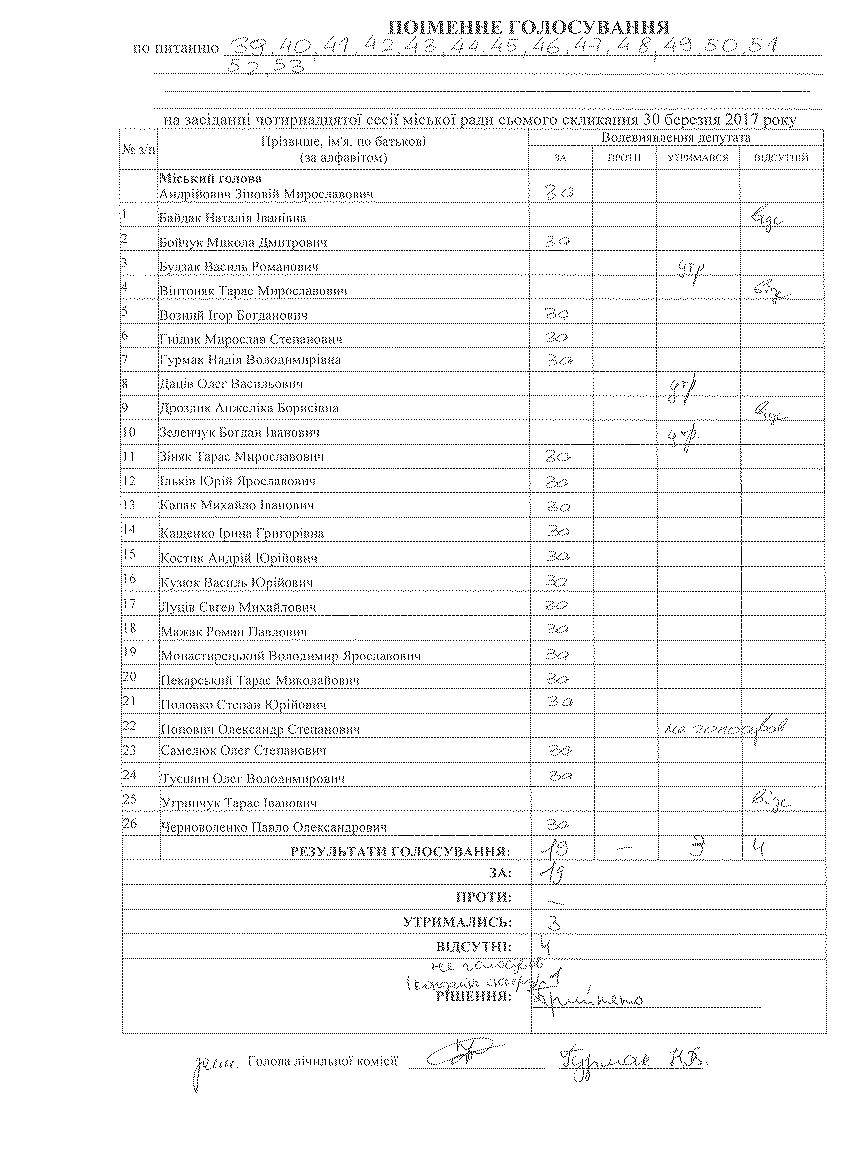 ПОІМЕННЕ ГОЛОСУВАННЯ
по питанню 39, 40, 41, 42, 43, 44, 45, 46, 47, 48, 49, 50, 51
52, 53
на засіданні чотирнадцятої сесії міської ради сьомого скликання 30 березня 2017 року
№ з/п Прізвище, ім'я, по батькові (за алфавітом) Волевиявлення депутата
ЗА ПРОТИ УТРИМАВСЯ ВІДСУТНІЙ
Міський голова
Андрійович Зіновій Мирославович за
1 Байдак Наталія Іванівна відс
2 Бойчук Микола Дмитрович за
3 Будзак Василь Романович утр
4 Вінтоняк Тарас Мирославович відс
5 Возний Ігор Богданович за
6 Гнідик Мирослав Степанович за
7 Гурмак Надія Володимирівна за
8 Даців Олег Васильович утр
9 Дроздик Анжеліка Борисівна відс
10 Зеленчук Богдан Іванович утр.
11 Зіняк Тарас Мирославович за
12 Ільків Юрій Ярославович за
13 Капак Михайло Іванович за
14 Кащенко Ірина Григорівна за
15 Костик Андрій Юрійович за
16 Кузюк Василь Юрійович за
17 Луців Євген Михайлович за
18 Мажак Роман Павлович за
19 Монастирецький Володимир Ярославович за
20 Пекарський Тарас Миколайович за
21 Половко Степан Юрійович за
22 Попович Олександр Степанович не голосував
23 Самелюк Олег Степанович за
24 Туєшин Олег Володимирович за
25 Угринчук Тарас Іванович відс
26 Черноволенко Павло Олександрович за
РЕЗУЛЬТАТИ ГОЛОСУВАННЯ: 19 — 3 4
ЗА: 19
ПРОТИ: —
УТРИМАЛИСЬ: 3
ВІДСУТНІ: 4
не голосув
1
РІШЕННЯ: Прийнято
Голова лічильної комісії Гурмак Н.В.